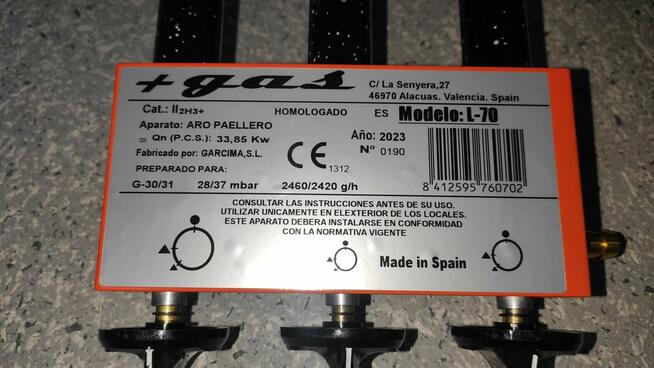 +gas
C/ La Senyera,27
46970 Alacuas. Valencia. Spain
Cat.: II2H3+
HOMOLOGADO
ES Modelo: L-70
Aparato: ARO PAELLERO
Qn (P.C.S.): 33,85 Kw
Año: 2023
Fabricado por: GARCIMA,S.L.
CE 1312
Nº 0190
PREPARADO PARA:
G-30/31 28/37 mbar 2460/2420 g/h
8 412595 760702
CONSULTAR LAS INSTRUCCIONES ANTES DE SU USO.
UTILIZAR UNICAMENTE EN ELEXTERIOR DE LOS LOCALES.
ESTE APARATO DEBERA INSTALARSE EN CONFORMIDAD
CON LA NORMATIVA VIGENTE
Made in Spain